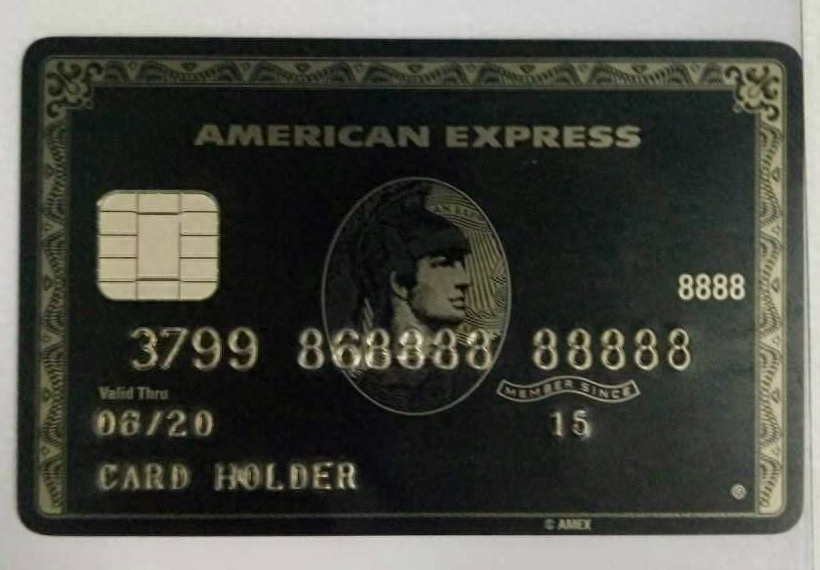 AMERICAN EXPRESS
8888
3799 868888 88888
Valid Thru
MEMBER SINCE
06/20
15
CARD HOLDER
© AMEX